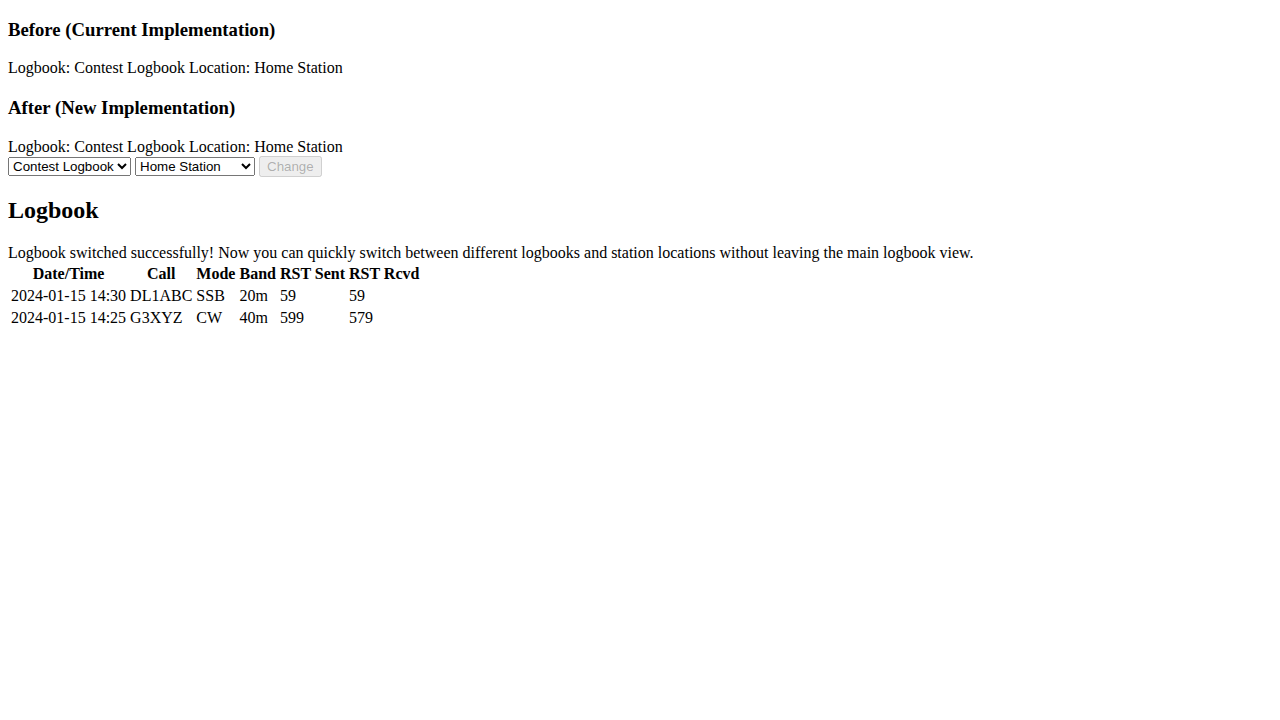 Before (Current Implementation)
Logbook: Contest Logbook Location: Home Station
After (New Implementation)
Logbook: Contest Logbook Location: Home Station
Contest Logbook Home Station Change
Logbook
Logbook switched successfully! Now you can quickly switch between different logbooks and station locations without leaving the main logbook view.
Date/Time Call Mode Band RST Sent RST Rcvd
2024-01-15 14:30 DL1ABC SSB 20m 59 59
2024-01-15 14:25 G3XYZ CW 40m 599 579